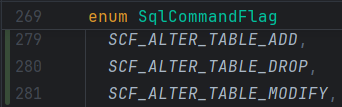 269 enum SqlCommandFlag
279 SCF_ALTER_TABLE_ADD,
280 SCF_ALTER_TABLE_DROP,
281 SCF_ALTER_TABLE_MODIFY,